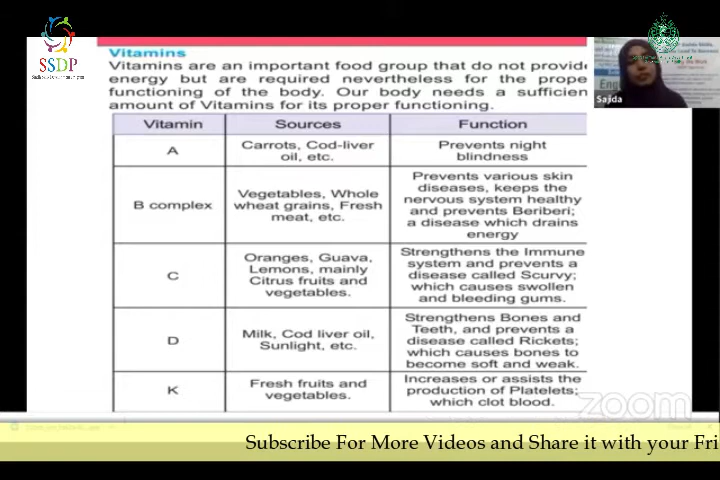 SSDP
Vitamins
Vitamins are an important food group that do not provide
energy but are required nevertheless for the prope
functioning of the body. Our body needs a sufficien
amount of Vitamins for its proper functioning.
Vitamin Sources Function
A Carrots, Cod-liver oil, etc. Prevents night blindness
B complex Vegetables, Whole wheat grains, Fresh meat, etc. Prevents various skin diseases, keeps the nervous system healthy and prevents Beriberi; a disease which drains energy
C Oranges, Guava, Lemons, mainly Citrus fruits and vegetables. Strengthens the Immune system and prevents a disease called Scurvy; which causes swollen and bleeding gums.
D Milk, Cod liver oil, Sunlight, etc. Strengthens Bones and Teeth, and prevents a disease called Rickets; which causes bones to become soft and weak.
K Fresh fruits and vegetables. Increases or assists the production of Platelets; which clot blood.
Sajda
zoom
Subscribe For More Videos and Share it with your Fri